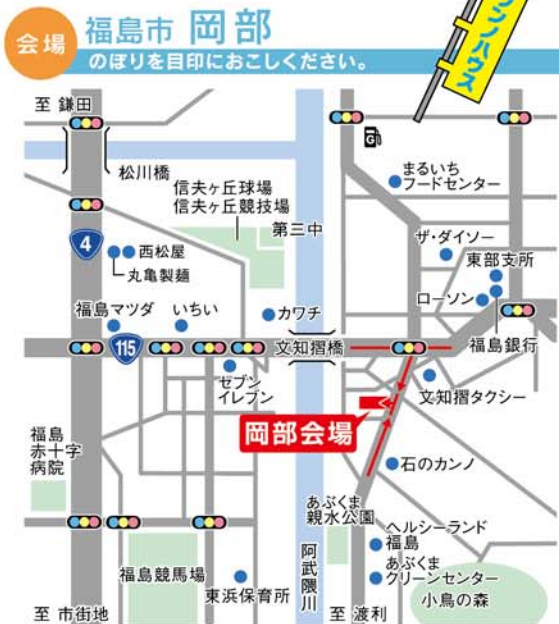 会場
福島市 岡部
のぼりを目印におこしください。
ンノハウス
至 鎌田
G
松川橋
まるいち
フードセンター
信夫ヶ丘球場
信夫ヶ丘競技場
第三中
ザ・ダイソー
4
西松屋
東部支所
丸亀製麺
ローソン
福島マツダ
いちい
カワチ
115
文知摺橋
福島銀行
セブン
イレブン
文知摺タクシー
岡部会場
福島
赤十字
病院
石のカンノ
あぶくま
親水公園
ヘルシーランド
福島
阿武隈川
あぶくま
クリーンセンター
福島競馬場
東浜保育所
小鳥の森
至 市街地
至 渡利